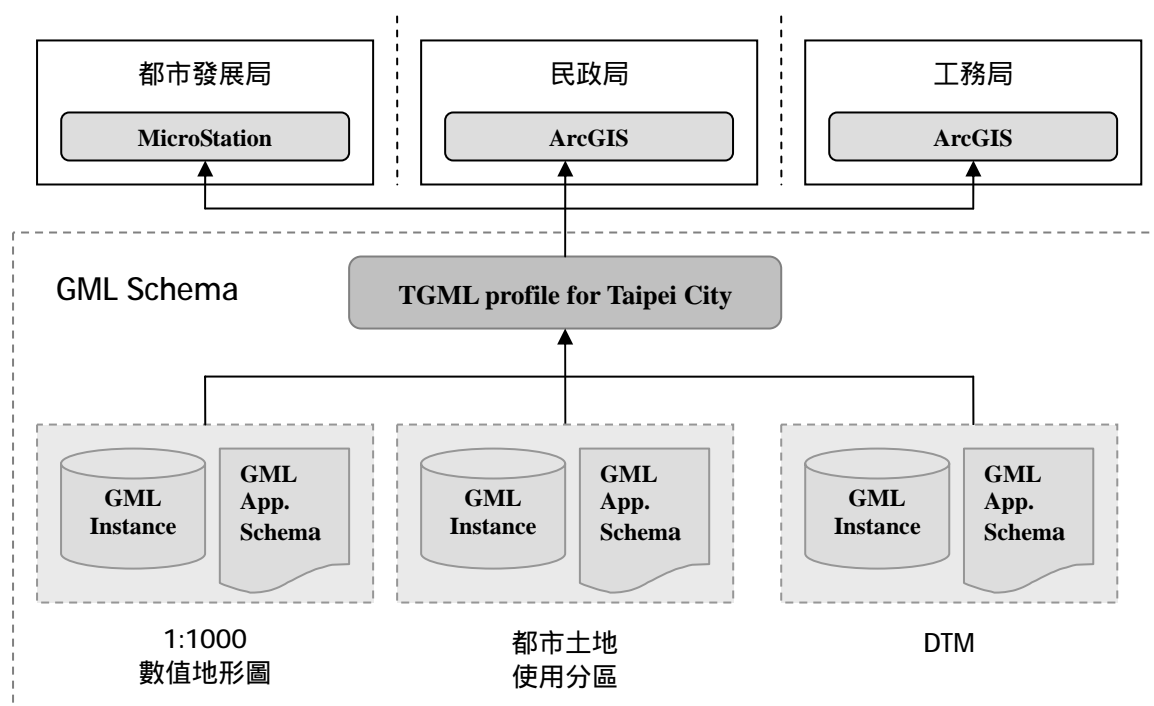 都市發展局
MicroStation
民政局
ArcGIS
工務局
ArcGIS
GML Schema
TGML profile for Taipei City
GML
Instance
GML
App.
Schema
GML
Instance
GML
App.
Schema
GML
Instance
GML
App.
Schema
1:1000
數值地形圖
都市土地
使用分區
DTM